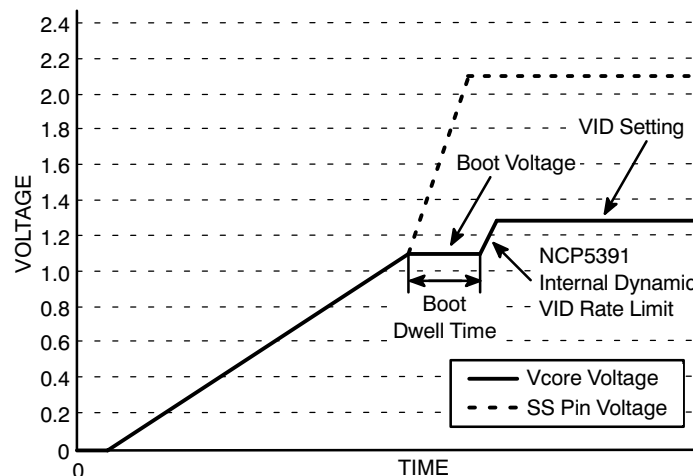 2.4
2.2
2.0
1.8
1.6
1.4
1.2
1.0
0.8
0.6
0.4
0.2
0
VOLTAGE
VID Setting
Boot Voltage
NCP5391
Internal Dynamic
VID Rate Limit
Boot
Dwell Time
Vcore Voltage
SS Pin Voltage
0
TIME